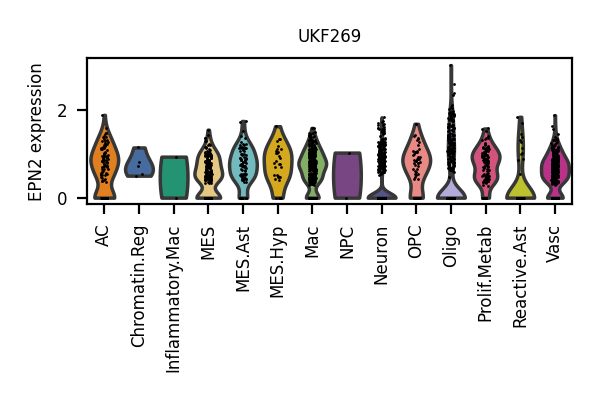 UKF269
EPN2 expression
2
0
AC
Chromatin.Reg
Inflammatory.Mac
MES
MES.Ast
MES.Hyp
Mac
NPC
Neuron
OPC
Oligo
Prolif.Metab
Reactive.Ast
Vasc